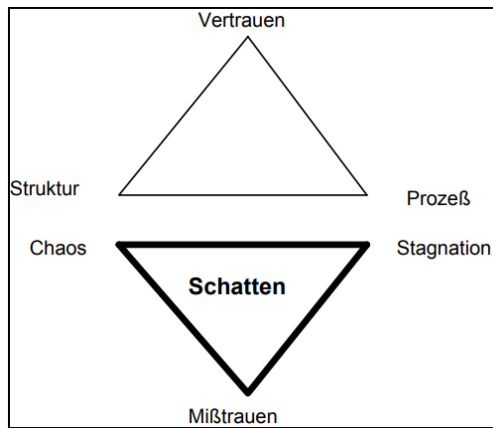 Vertrauen
Struktur
Prozeß
Chaos
Stagnation
Schatten
Mißtrauen